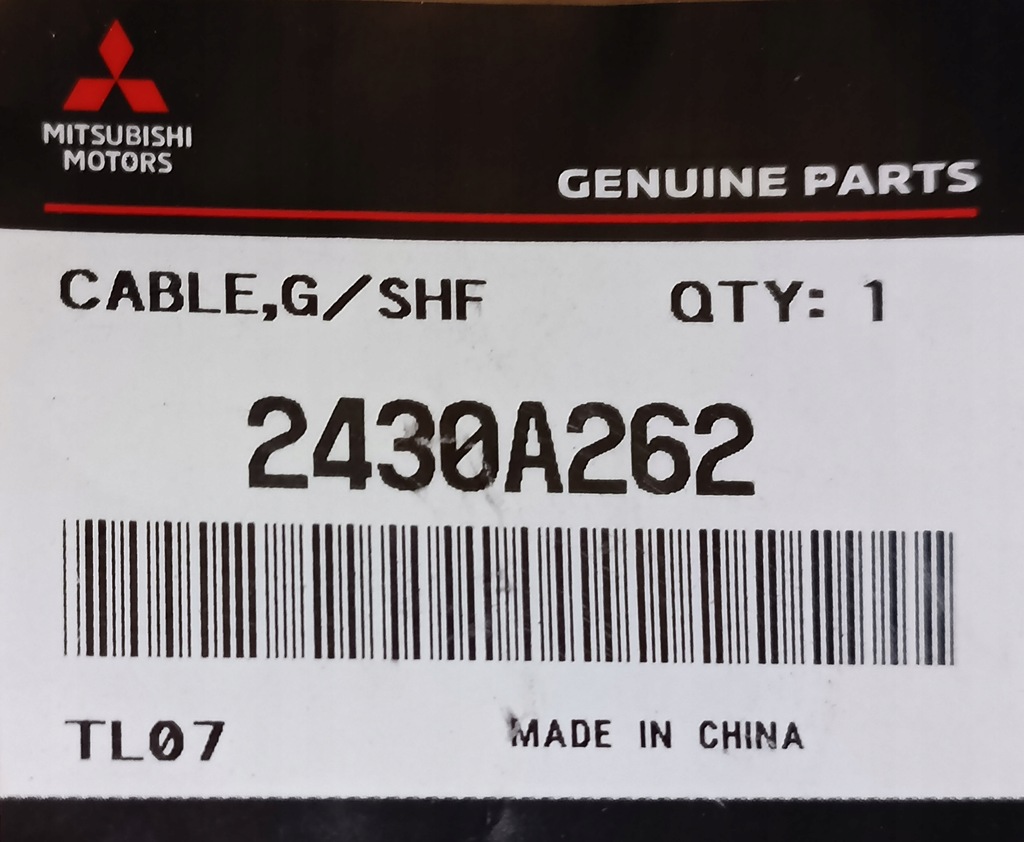 MITSUBISHI
MOTORS
GENUINE PARTS
CABLE,G/SHF QTY: 1
2430A262
TL07 MADE IN CHINA